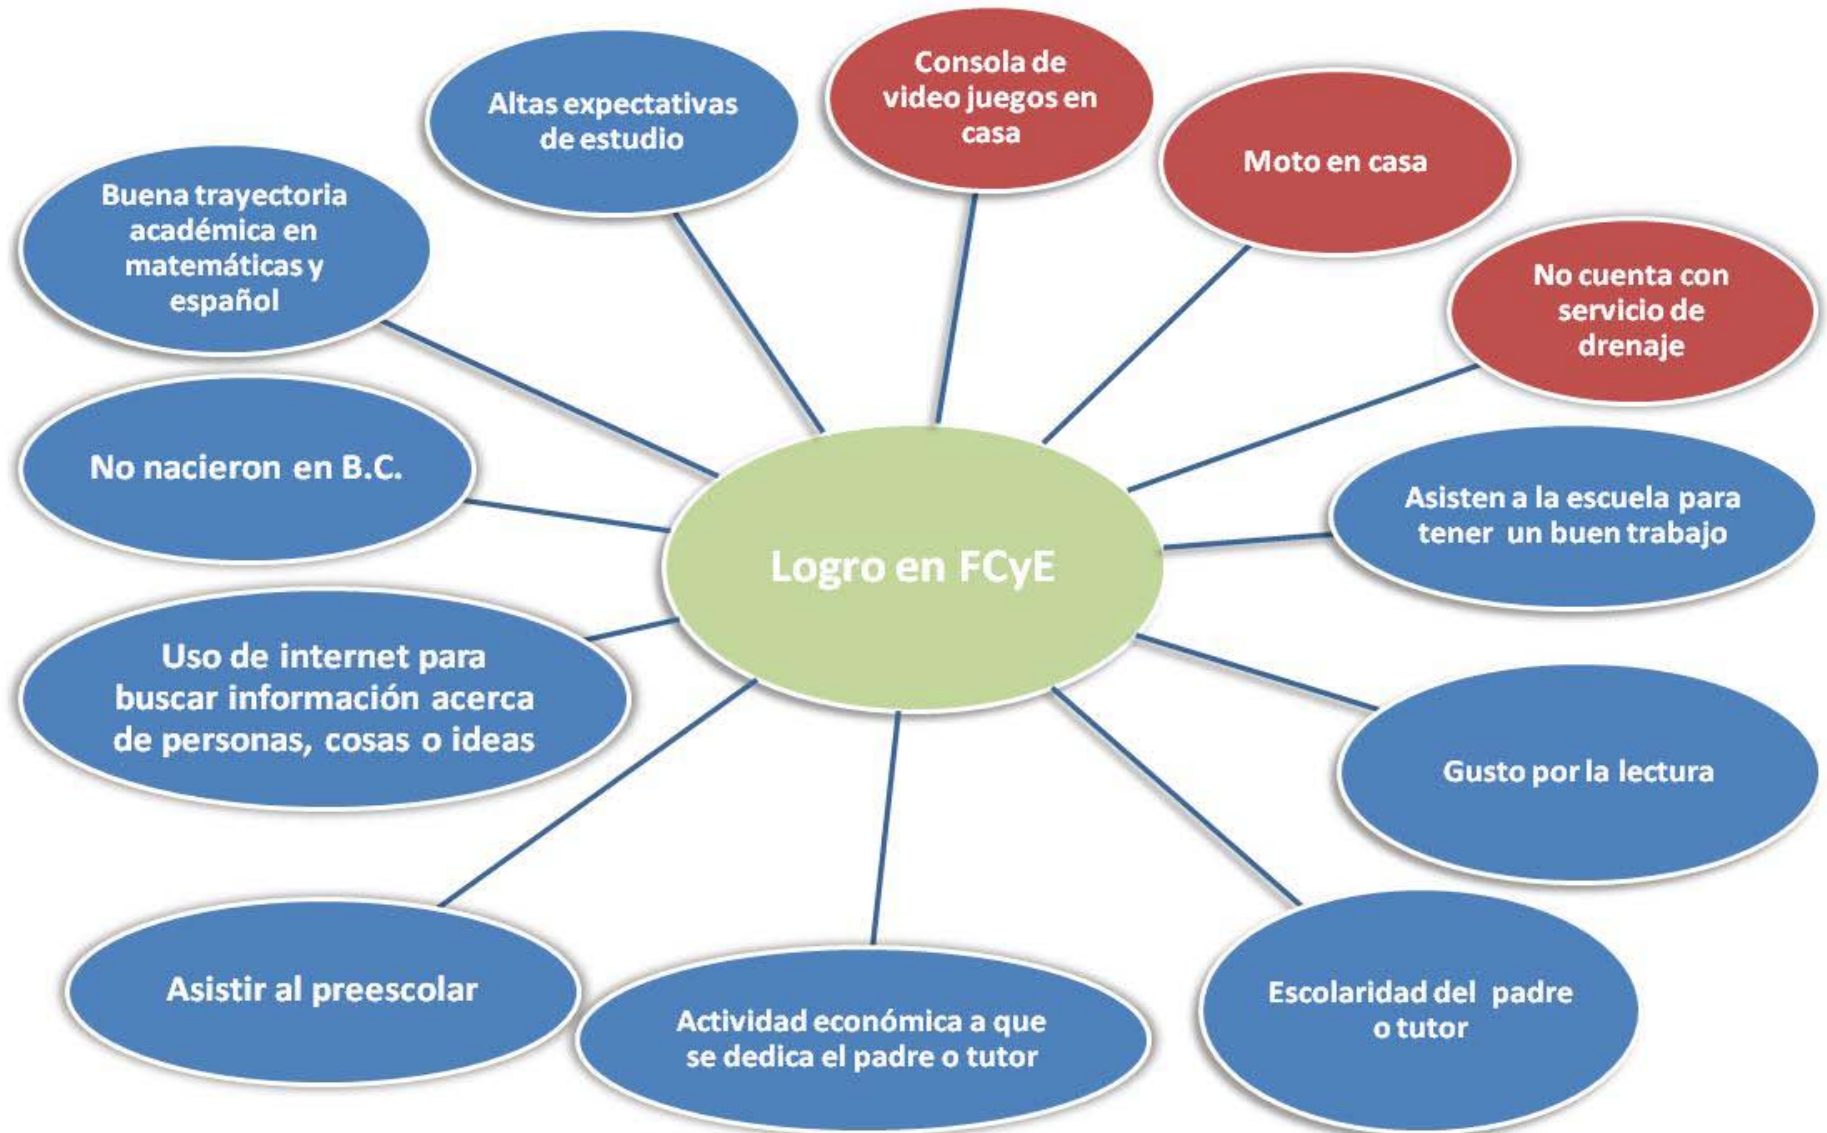 Consola de
video juegos en
casa
Altas expectativas
de estudio
Moto en casa
Buena trayectoria
académica en
matemáticas y
español
No cuenta con
servicio de
drenaje
No nacieron en B.C.
Asisten a la escuela para
tener un buen trabajo
Logro en FCyE
Uso de internet para
buscar información acerca
de personas, cosas o ideas
Gusto por la lectura
Asistir al preescolar
Actividad económica a que
se dedica el padre o tutor
Escolaridad del padre
o tutor